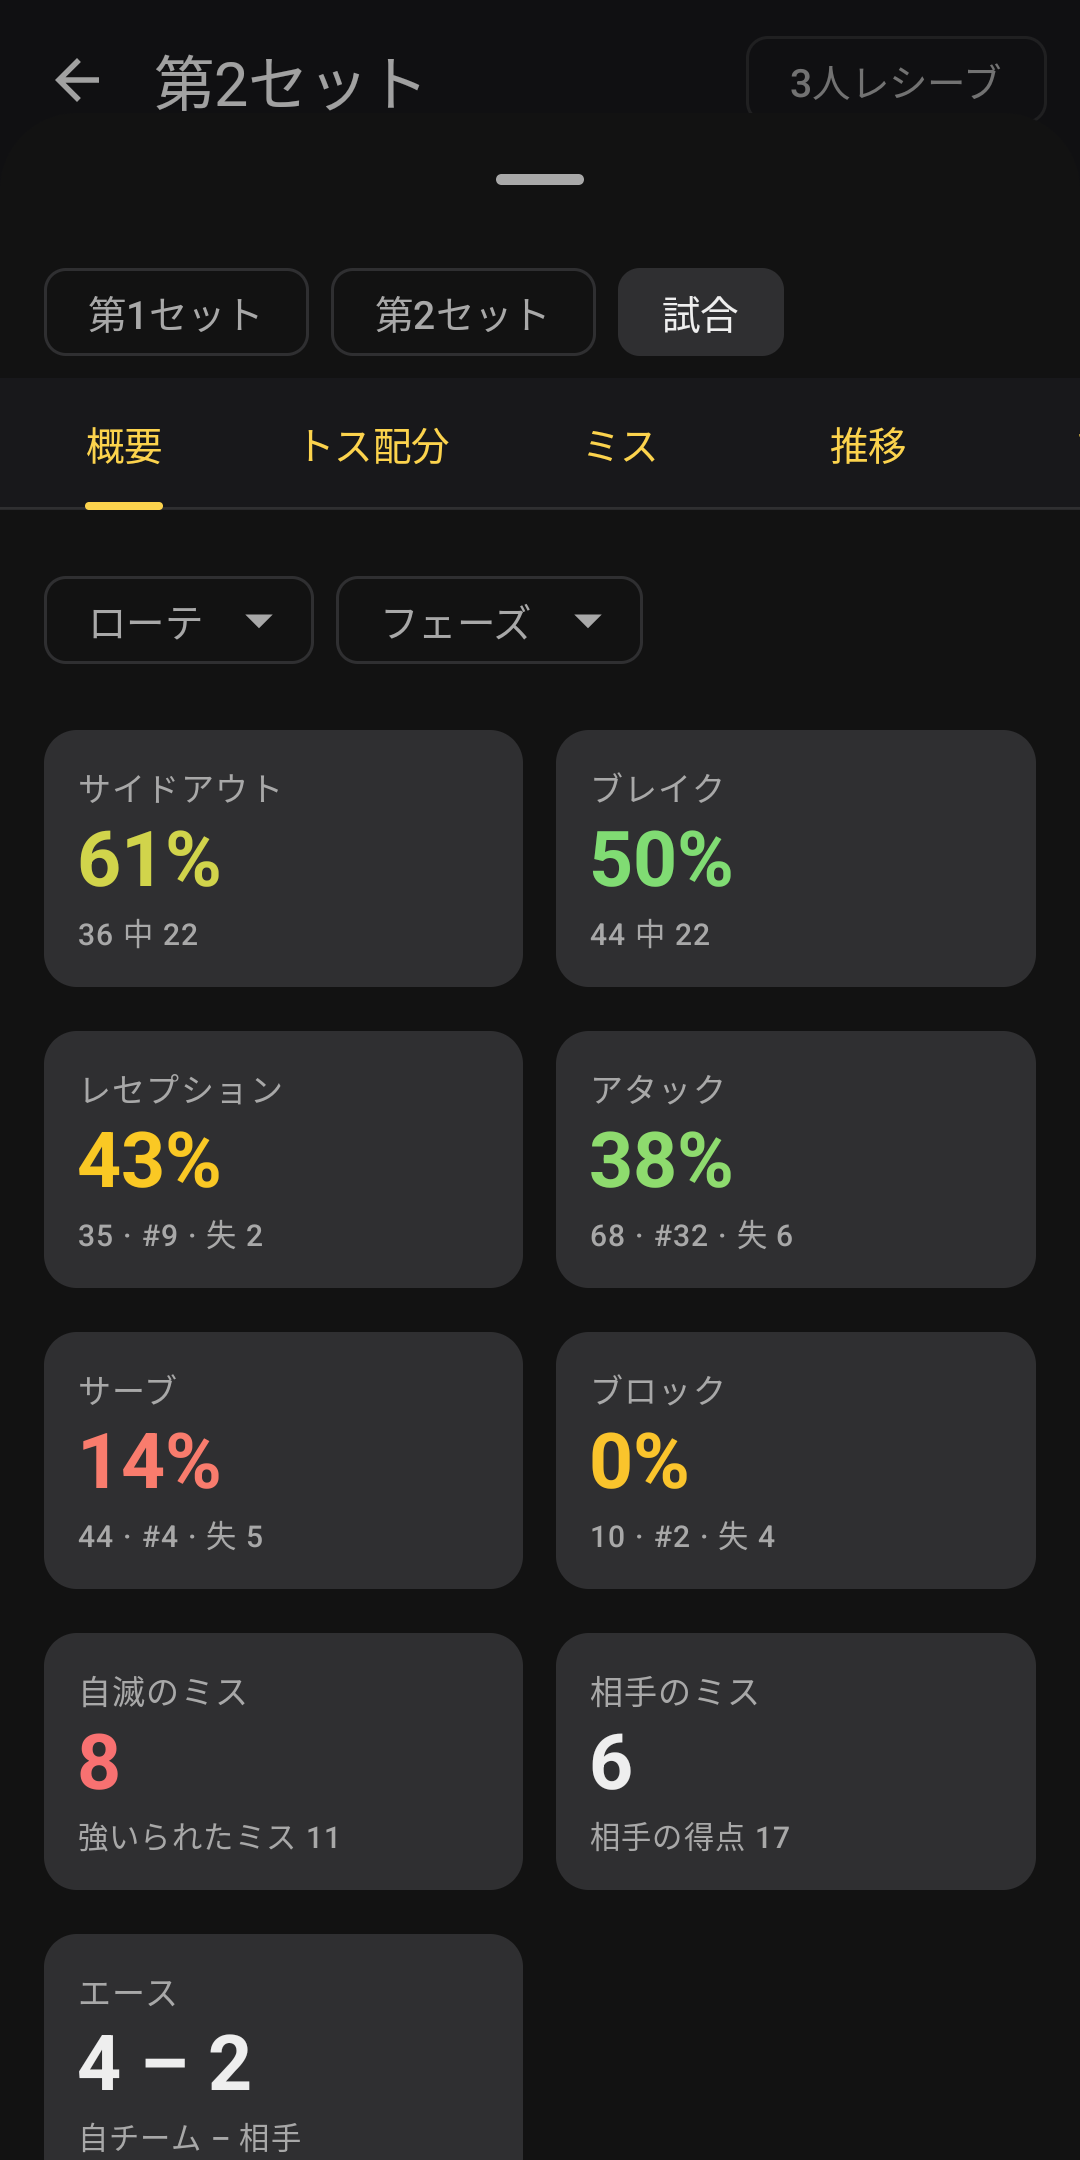 第2セット
3人レシーブ
第1セット 第2セット 試合
概要 トス配分 ミス 推移
ローテ フェーズ
サイドアウト
61%
36 中 22
ブレイク
50%
44 中 22
レセプション
43%
35 · #9 · 失 2
アタック
38%
68 · #32 · 失 6
サーブ
14%
44 · #4 · 失 5
ブロック
0%
10 · #2 · 失 4
自滅のミス
8
強いられたミス 11
相手のミス
6
相手の得点 17
エース
4 – 2
自チーム – 相手